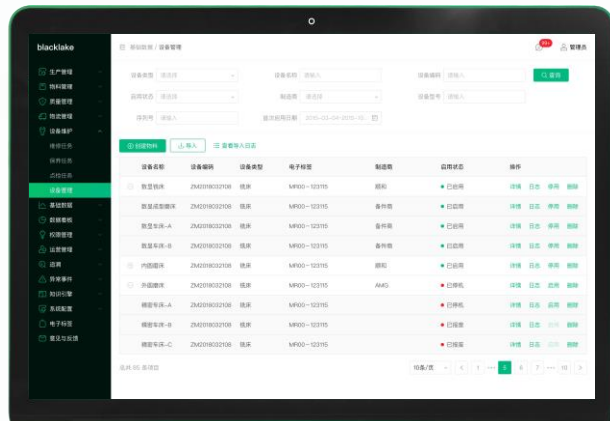 blacklake
基础数据 / 设备管理
99+
管理员
生产管理
物料管理
质量管理
物流管理
设备维护
维修任务
保养任务
点检任务
设备管理
基础数据
数据看板
权限管理
运营管理
追溯
异常事件
知识引擎
系统配置
电子标签
意见与反馈
设备类型 请选择
设备名称 请输入
设备编码 请输入
查询
启用状态 请选择
制造商 请选择
设备型号 请输入
序列号 请输入
首次启用日期
创建物料 导入 查看导入日志
设备名称 设备编码 设备类型 电子标签 制造商 启用状态 操作
数显铣床 ZM2018032108 铣床 MR00-123115 顺和 已启用 详情 日志 停用 删除
数显成型磨床 ZM2018032108 铣床 MR00-123115 备件商 已启用 详情 日志 停用 删除
数显车床-A ZM2018032108 铣床 MR00-123115 备件商 已启用 详情 日志 停用 删除
数显车床-B ZM2018032108 铣床 MR00-123115 备件商 已启用 详情 日志 停用 删除
内圆磨床 ZM2018032108 铣床 MR00-123115 顺和 已启用 详情 日志 停用 删除
外圆磨床 ZM2018032108 铣床 MR00-123115 AMG 已停机 详情 日志 启用 删除
精密车床-A ZM2018032108 铣床 MR00-123115 已停机 详情 日志 启用 删除
精密车床-B ZM2018032108 铣床 MR00-123115 已报废 详情 日志 启用 删除
精密车床-C ZM2018032108 铣床 MR00-123115 已报废 详情 日志 启用 删除
10条/页 < 1 ••• 5 6 7 ••• 10 >